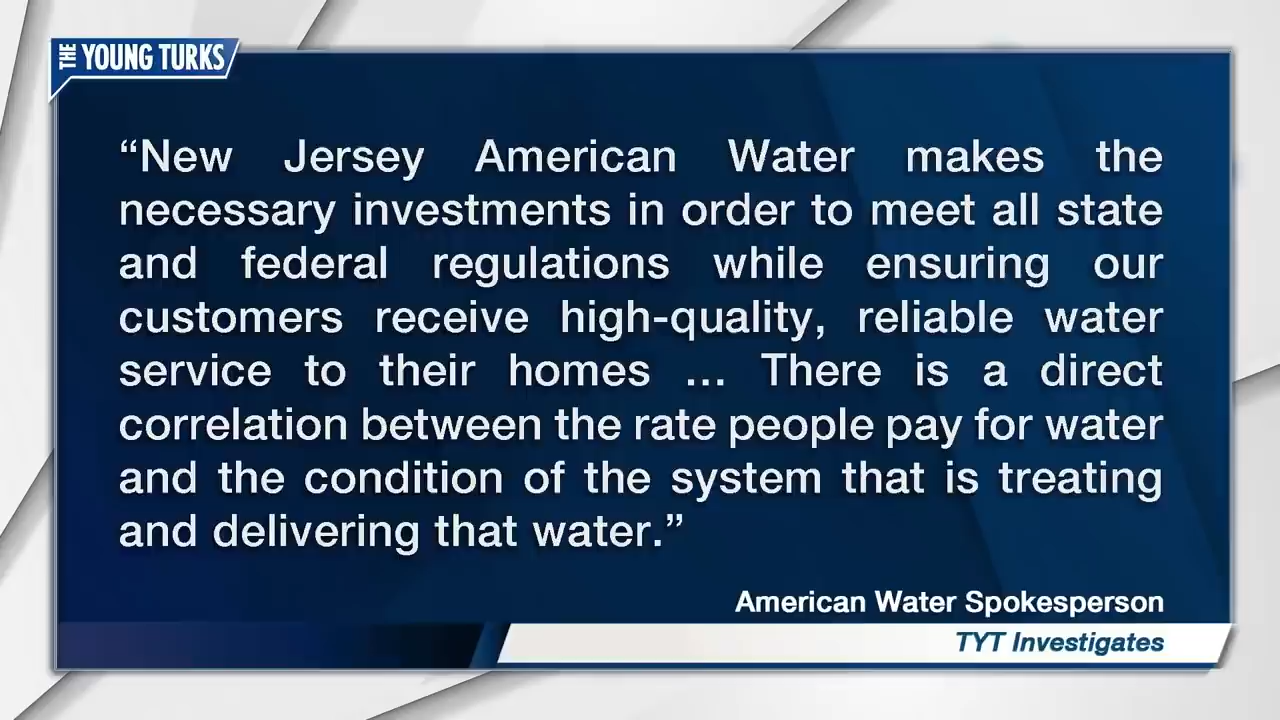 THE YOUNG TURKS
“New Jersey American Water makes the
necessary investments in order to meet all state
and federal regulations while ensuring our
customers receive high-quality, reliable water
service to their homes ... There is a direct
correlation between the rate people pay for water
and the condition of the system that is treating
and delivering that water.”
American Water Spokesperson
TYT Investigates